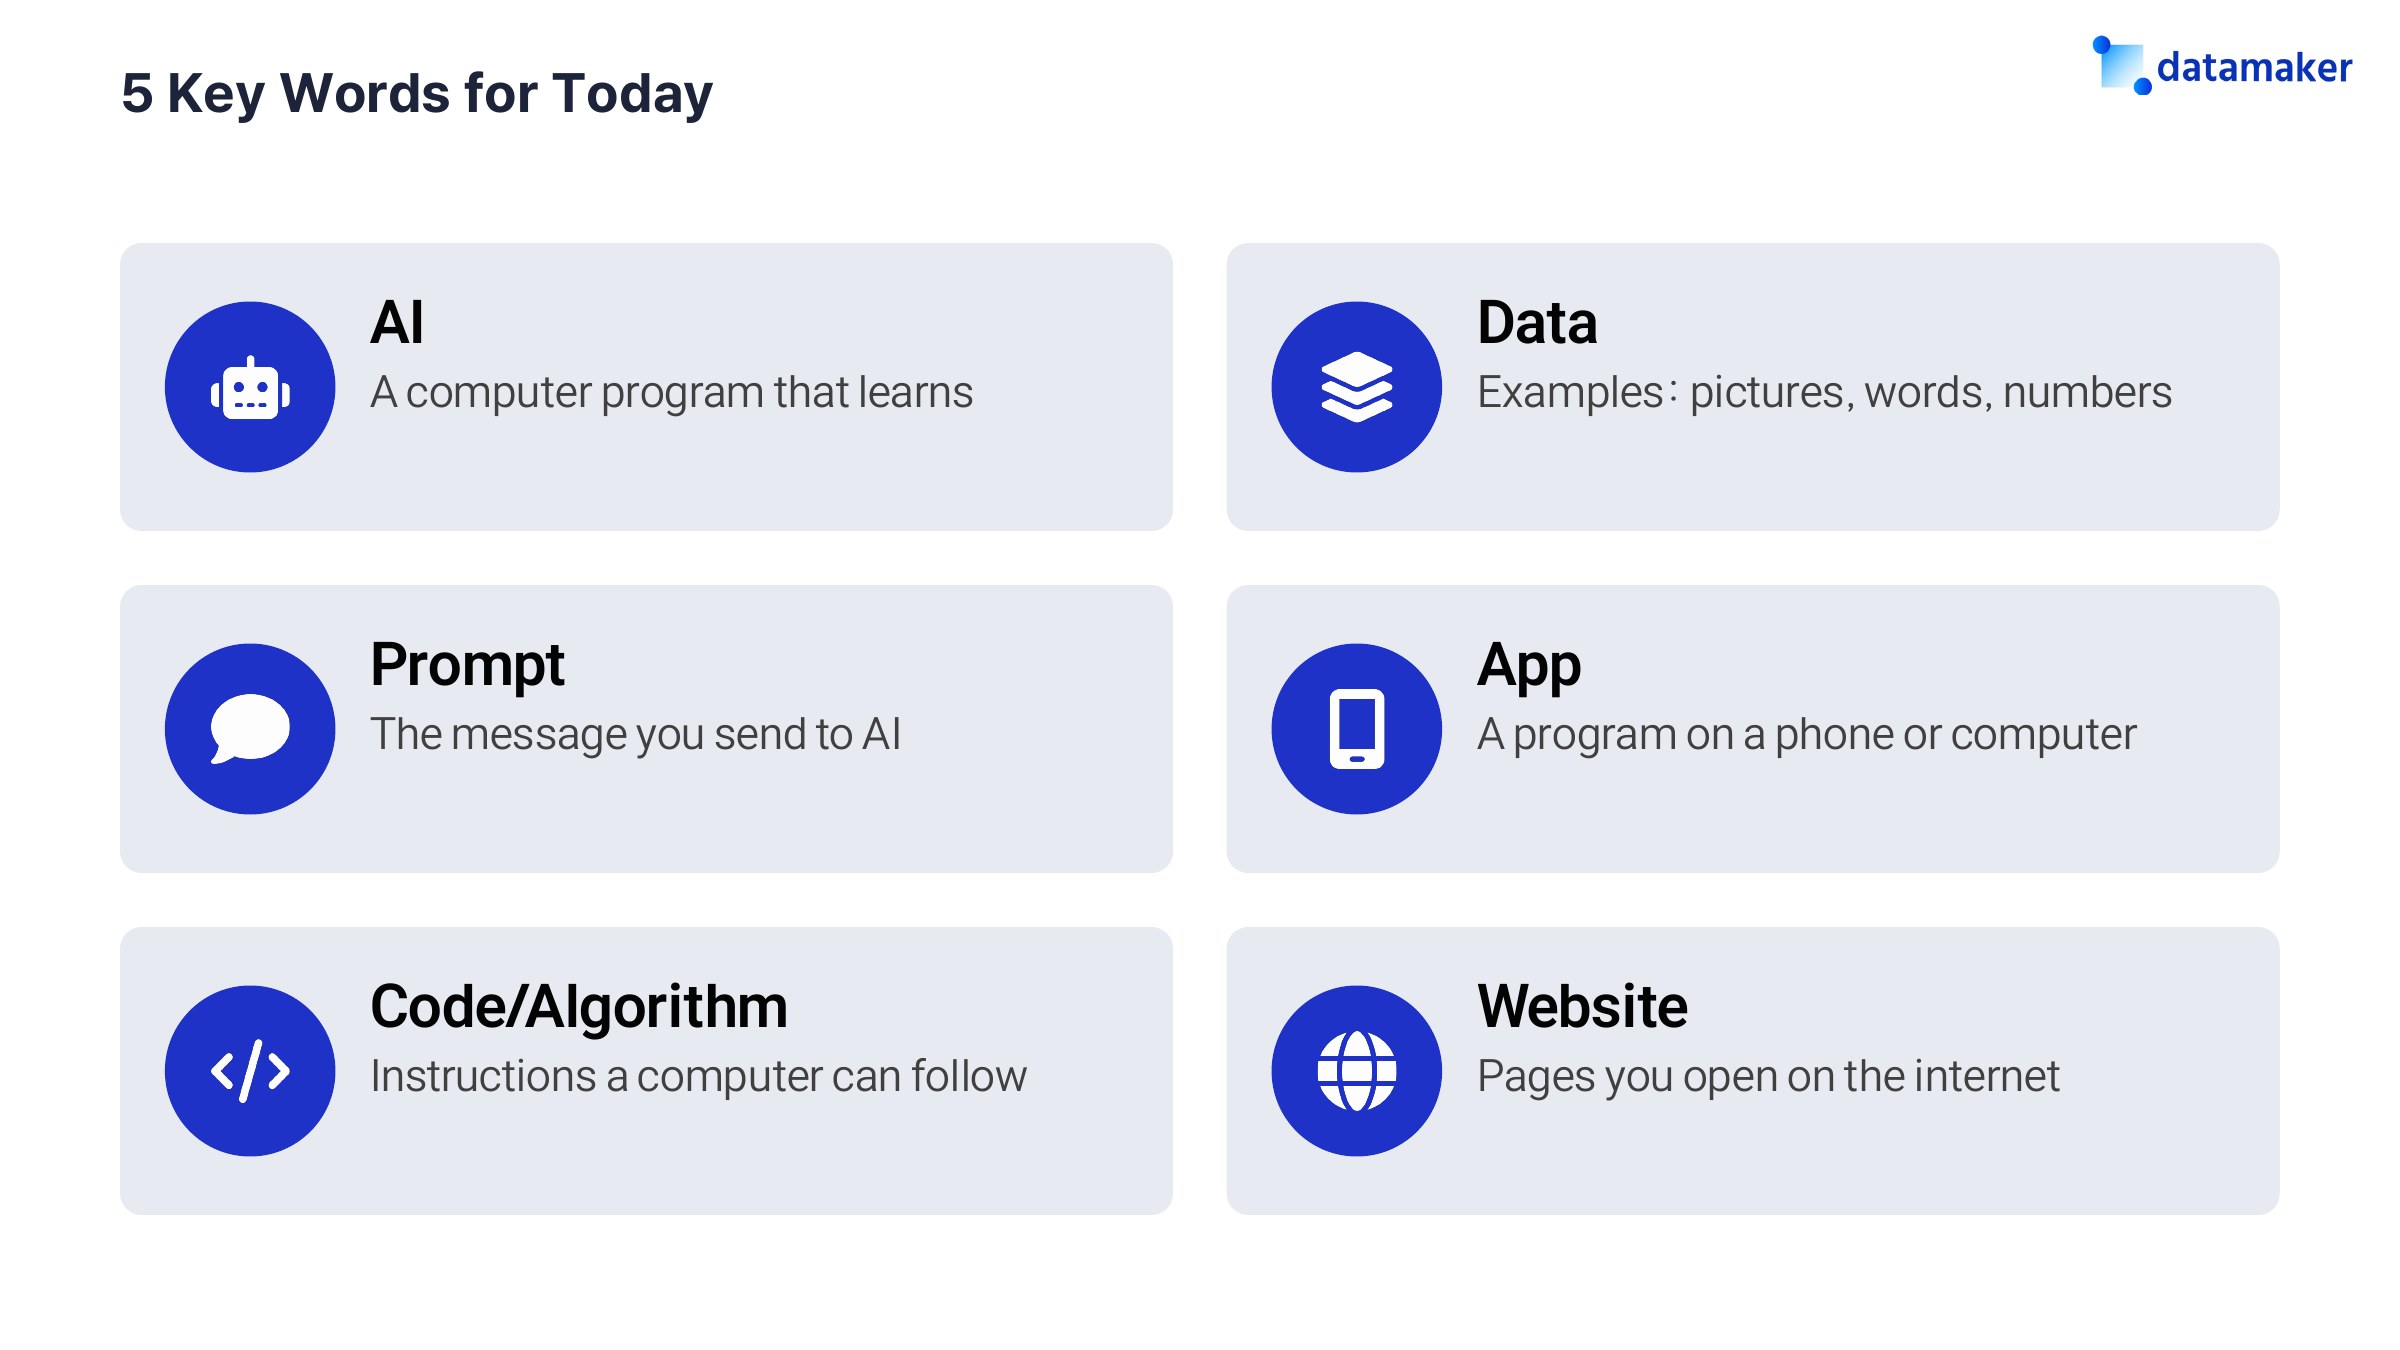 5 Key Words for Today
datamaker
AI
A computer program that learns
Data
Examples: pictures, words, numbers
Prompt
The message you send to AI
App
A program on a phone or computer
Code/Algorithm
Instructions a computer can follow
Website
Pages you open on the internet